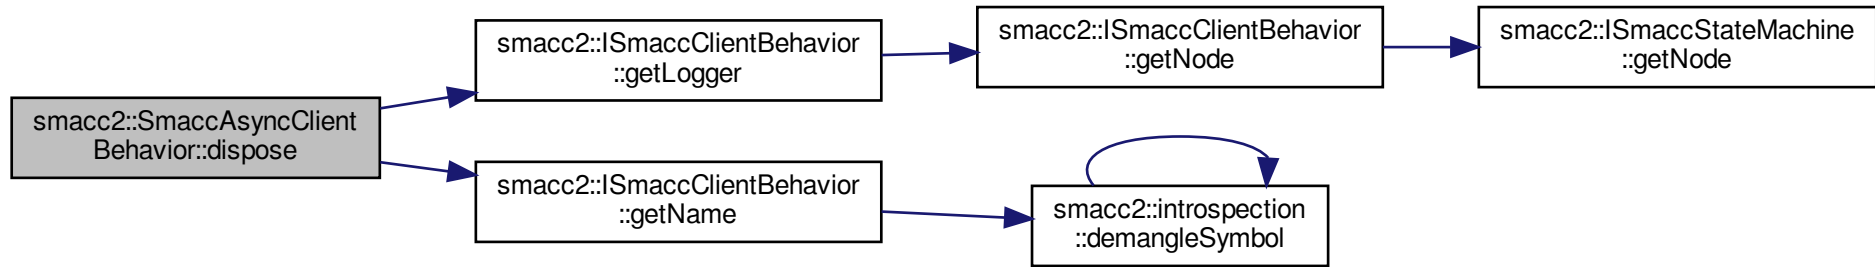 smacc2::SmaccAsyncClient
Behavior::dispose
smacc2::ISmaccClientBehavior
::getLogger
smacc2::ISmaccClientBehavior
::getNode
smacc2::ISmaccStateMachine
::getNode
smacc2::ISmaccClientBehavior
::getName
smacc2::introspection
::demangleSymbol